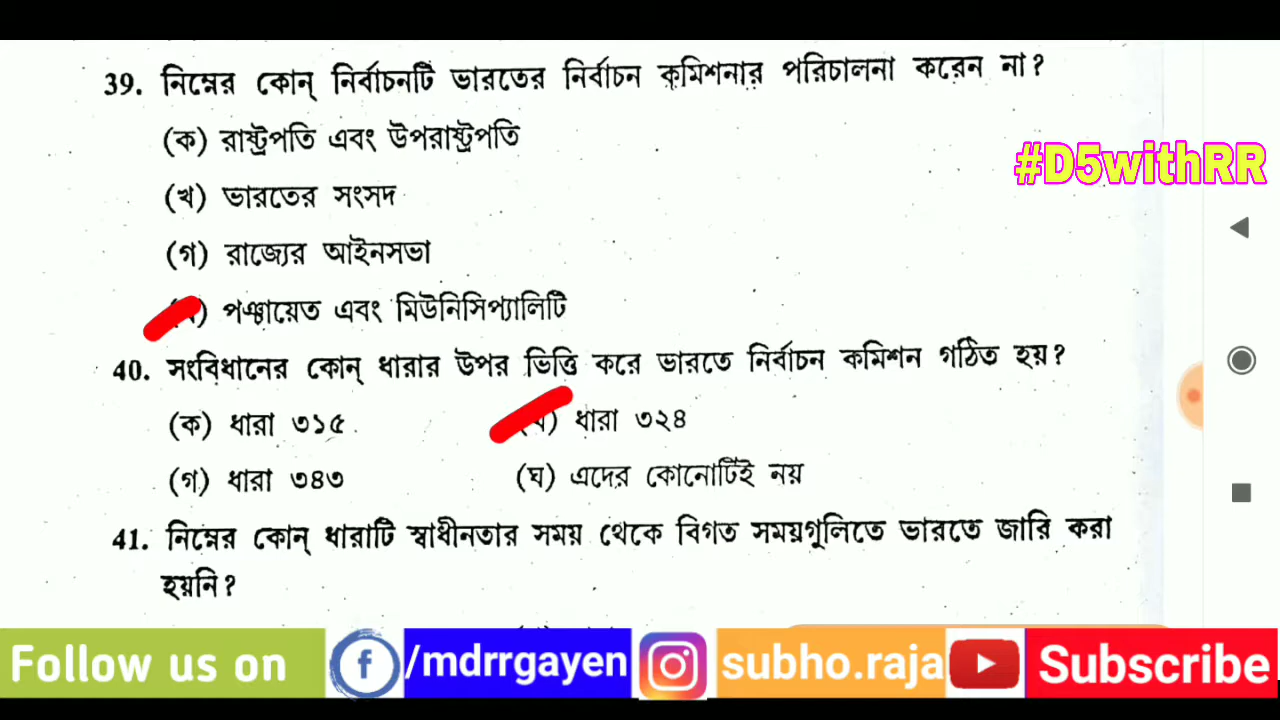 39. নিম্নের কোন্ নির্বাচনটি ভারতের নির্বাচন কমিশনার পরিচালনা করেন না?
(ক) রাষ্ট্রপতি এবং উপরাষ্ট্রপতি
#D5withRR
(খ) ভারতের সংসদ
(গ) রাজ্যের আইনসভা
পঞ্চায়েত এবং মিউনিসিপ্যালিটি
40. সংবিধানের কোন্ ধারার উপর ভিত্তি করে ভারতে নির্বাচন কমিশন গঠিত হয়?
(ক) ধারা ৩১৫ ধারা ৩২৪
(গ) ধারা ৩৪৩ (ঘ) এদের কোনোটিই নয়
41. নিম্নের কোন্ ধারাটি স্বাধীনতার সময় থেকে বিগত সময়গুলিতে ভারতে জারি করা
হয়নি?
Follow us on f /mdrrgayen subho.raja Subscribe